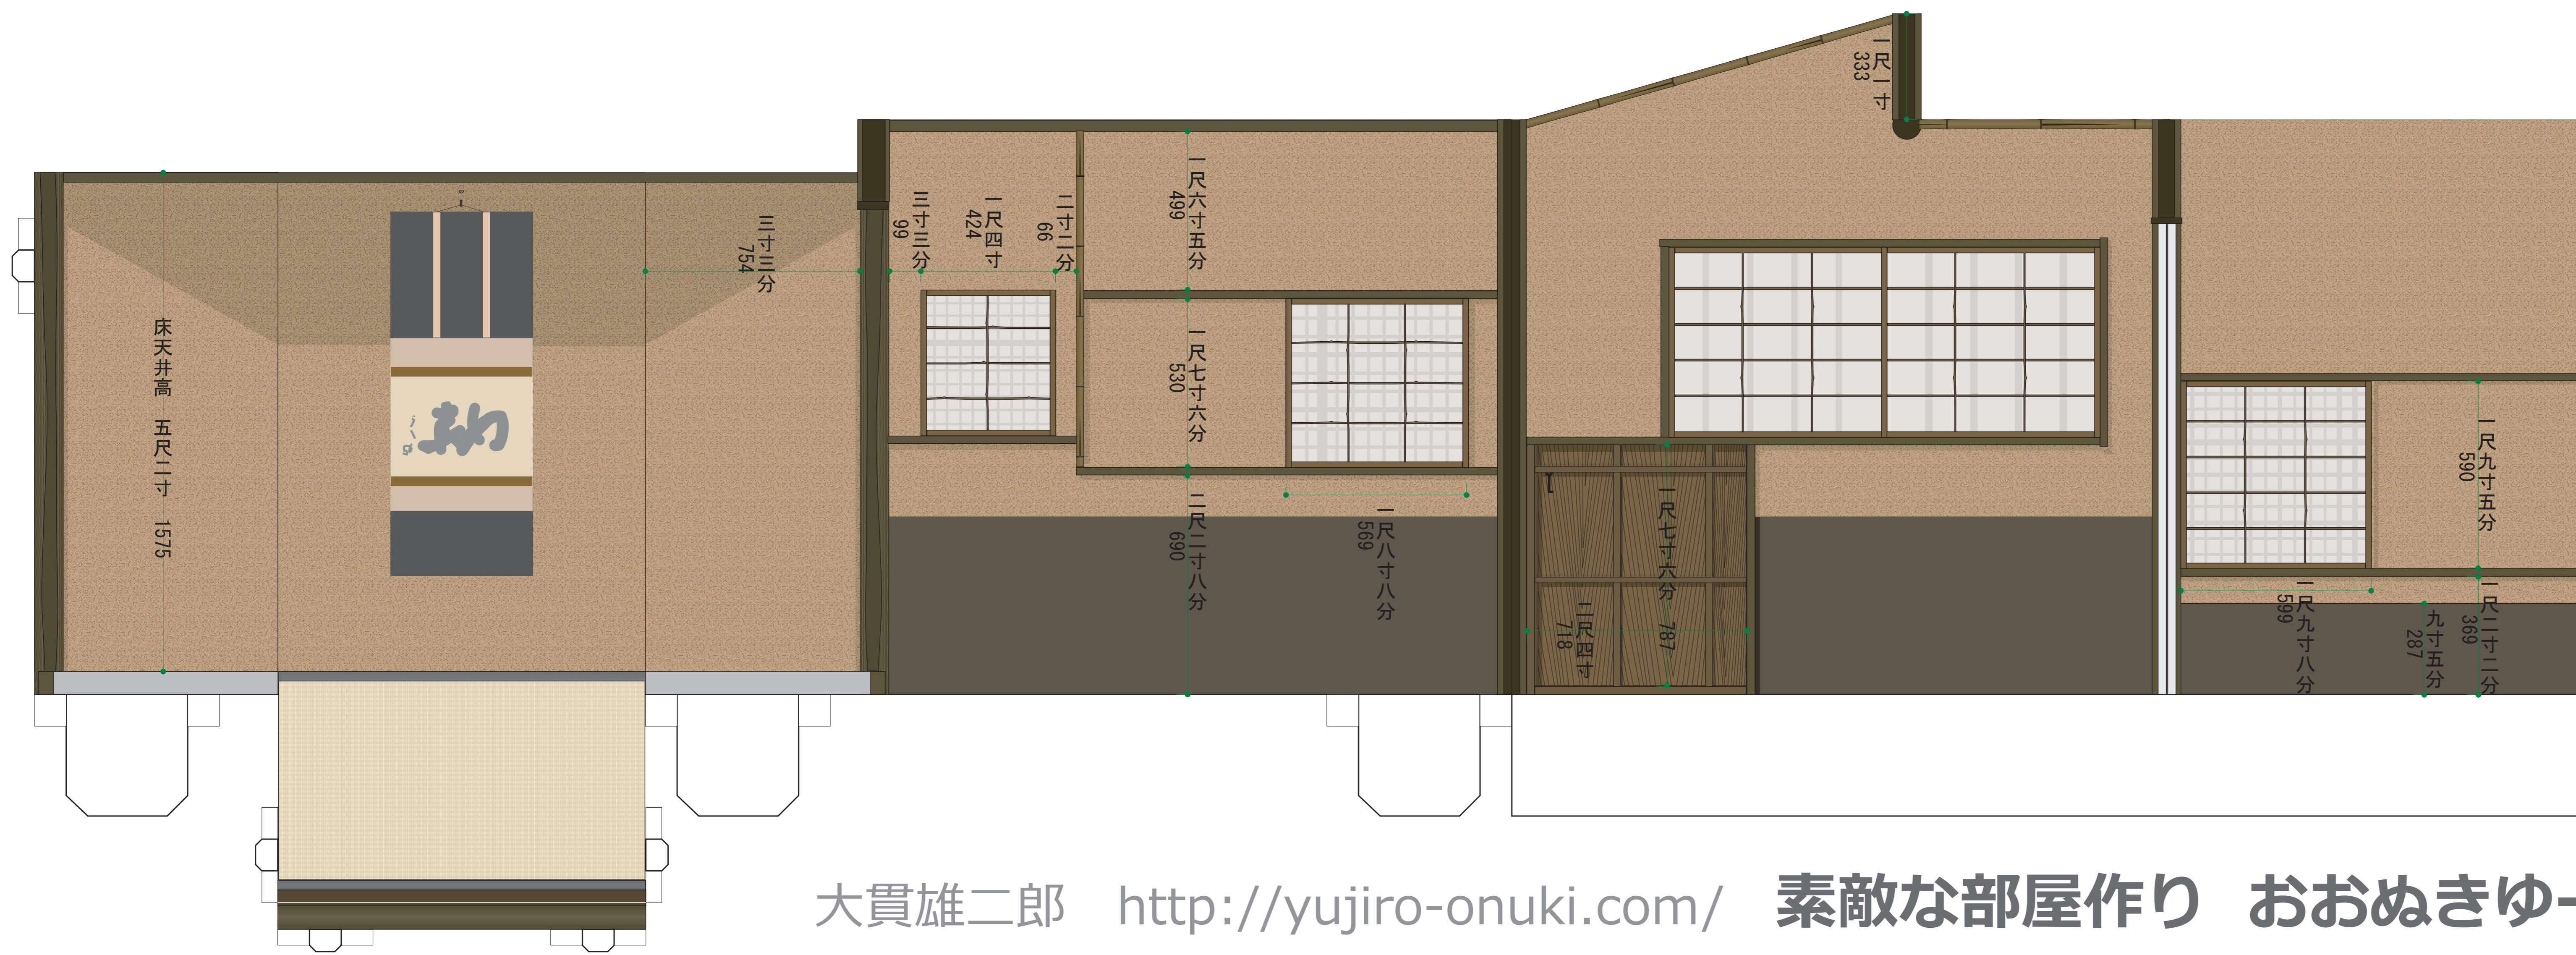 床天井高　五尺二寸　1575
三寸三分
754
三寸三分
99
一尺四寸
424
二寸二分
66
一尺六寸五分
499
一尺七寸六分
530
二尺二寸八分
690
一尺八寸八分
569
一尺一寸
333
一尺七寸六分　787
二尺四寸
718
一尺九寸五分
590
一尺九寸八分
599
九寸五分
287
一尺二寸二分
369
大貫雄二郎　http://yujiro-onuki.com/　素敵な部屋作り　おおぬきゆ